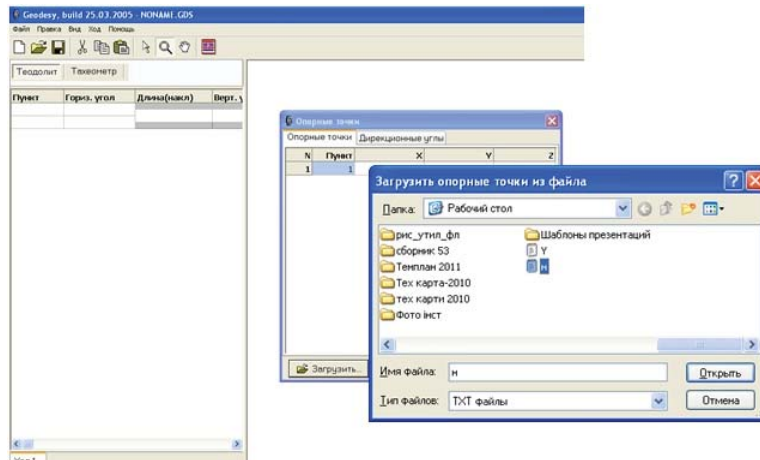 Geodesy, build 25.03.2005 - NONAME.GDS
Файл Правка Вид Ход Помощь
Теодолит Тахеометр
Пункт Гориз. угол Длина(накл) Верт. у
Опорные точки
Опорные точки Дирекционные углы
N Пункт X Y Z
1 1
Загрузить...
Загрузить опорные точки из файла
Папка: Рабочий стол
рис_утил_фл
сборник 53
Темплан 2011
Тех карта-2010
тех карти 2010
Фото інст
Шаблоны презентаций
Y
м
Имя файла: м
Открыть
Тип файлов: TXT файлы
Отмена